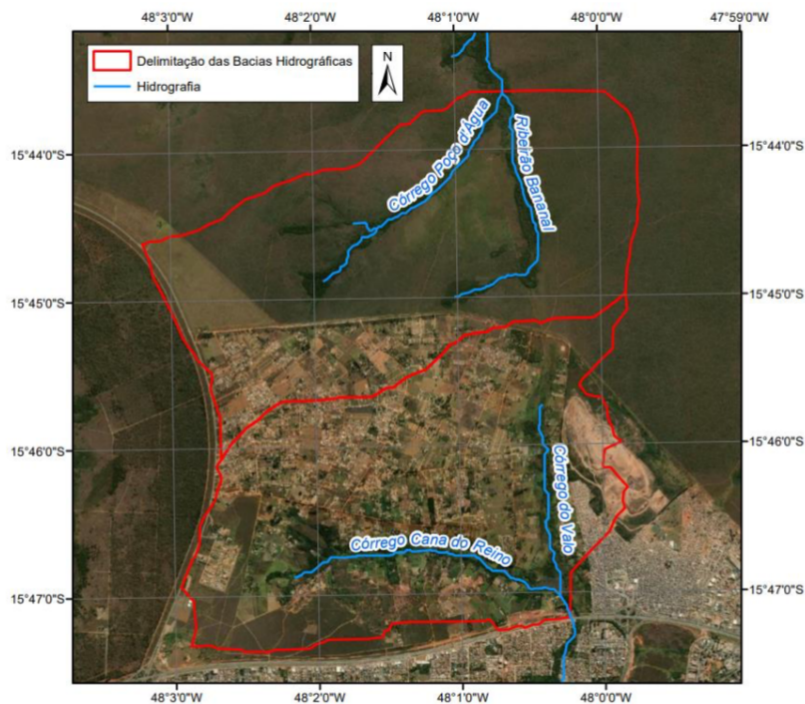 48°3'0"W 48°2'0"W 48°1'0"W 48°0'0"W 47°59'0"W
Delimitação das Bacias Hidrográficas
Hidrografia
N
15°44'0"S 15°44'0"S
Córrego Poço d'Água
Ribeirão Bananal
15°45'0"S 15°45'0"S
15°46'0"S 15°46'0"S
Córrego do Valo
Córrego Cana do Reino
15°47'0"S 15°47'0"S
48°3'0"W 48°2'0"W 48°1'0"W 48°0'0"W